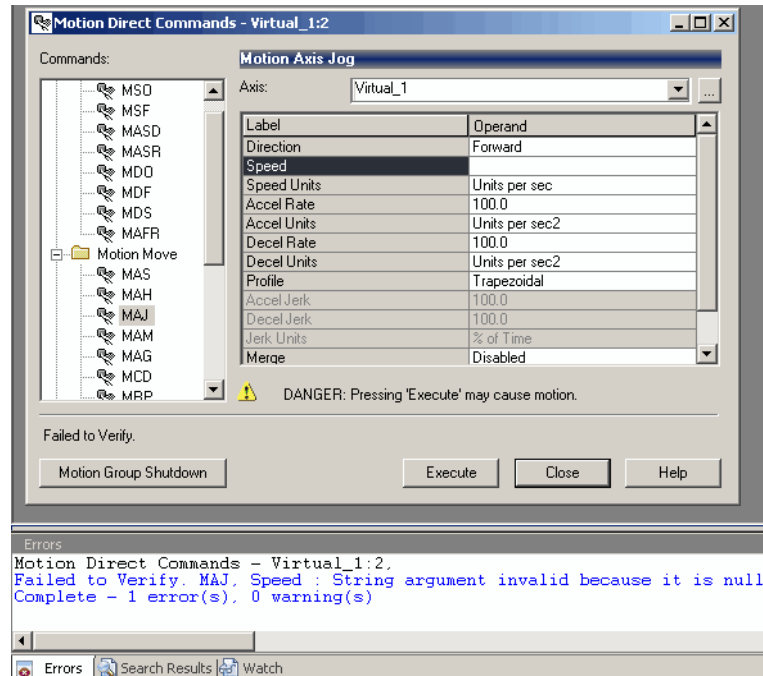 Motion Direct Commands - Virtual_1:2
Commands:
MSO
MSF
MASD
MASR
MDO
MDF
MDS
MAFR
Motion Move
MAS
MAH
MAJ
MAM
MAG
MCD
MRP
Motion Axis Jog
Axis: Virtual_1 ...
Label Operand
Direction Forward
Speed
Speed Units Units per sec
Accel Rate 100.0
Accel Units Units per sec2
Decel Rate 100.0
Decel Units Units per sec2
Profile Trapezoidal
Accel Jerk 100.0
Decel Jerk 100.0
Jerk Units % of Time
Merge Disabled
DANGER: Pressing 'Execute' may cause motion.
Failed to Verify.
Motion Group Shutdown Execute Close Help
Errors
Motion Direct Commands - Virtual_1:2,
Failed to Verify. MAJ, Speed : String argument invalid because it is null
Complete - 1 error(s), 0 warning(s)
Errors Search Results Watch